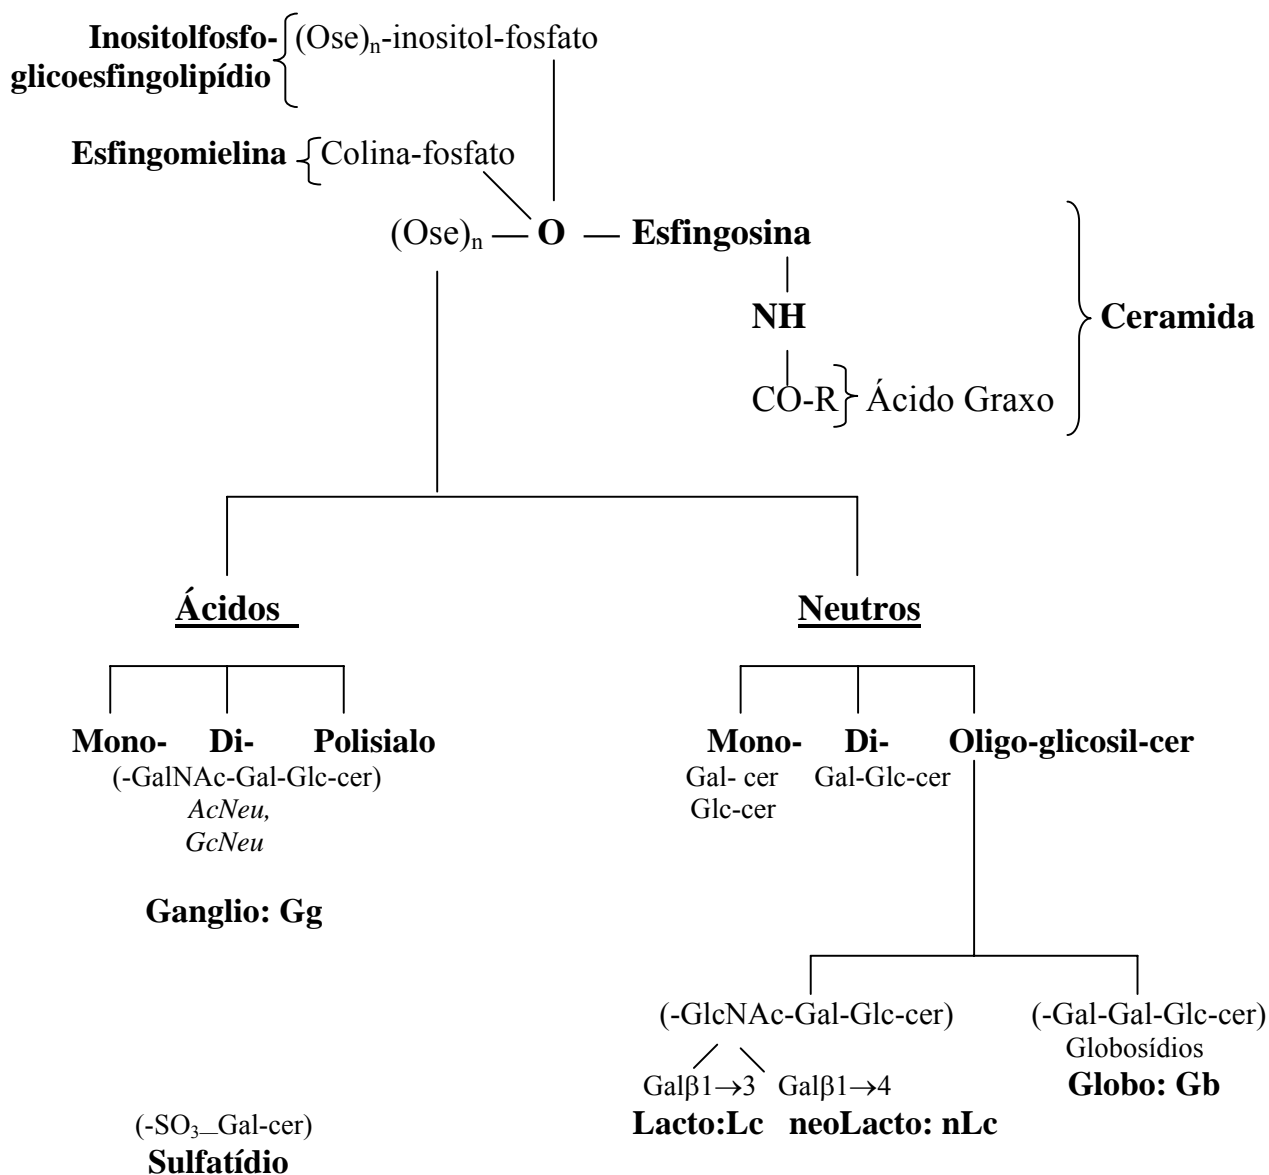 Inositolfosfo-
glicoesfingolipídio
(Ose)n-inositol-fosfato
Esfingomielina
Colina-fosfato
(Ose)n — O — Esfingosina
NH
CO-R
Ácido Graxo
Ceramida
Ácidos
Neutros
Mono- Di- Polisialo
(-GalNAc-Gal-Glc-cer)
AcNeu,
GcNeu
Ganglio: Gg
Mono- Di- Oligo-glicosil-cer
Gal- cer Gal-Glc-cer
Glc-cer
(-GlcNAc-Gal-Glc-cer) (-Gal-Gal-Glc-cer)
Globosídios
Globo: Gb
Galβ1→3 Galβ1→4
Lacto:Lc neoLacto: nLc
(-SO3—Gal-cer)
Sulfatídio